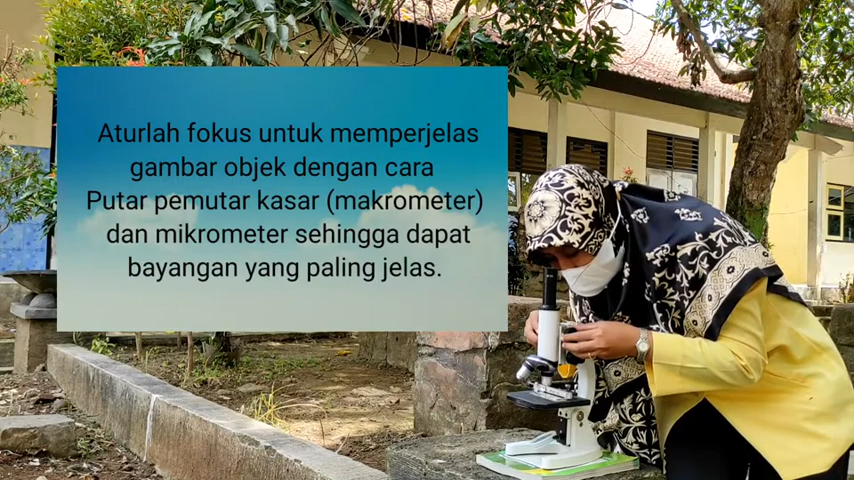 Aturlah fokus untuk memperjelas
gambar objek dengan cara
Putar pemutar kasar (makrometer)
dan mikrometer sehingga dapat
bayangan yang paling jelas.